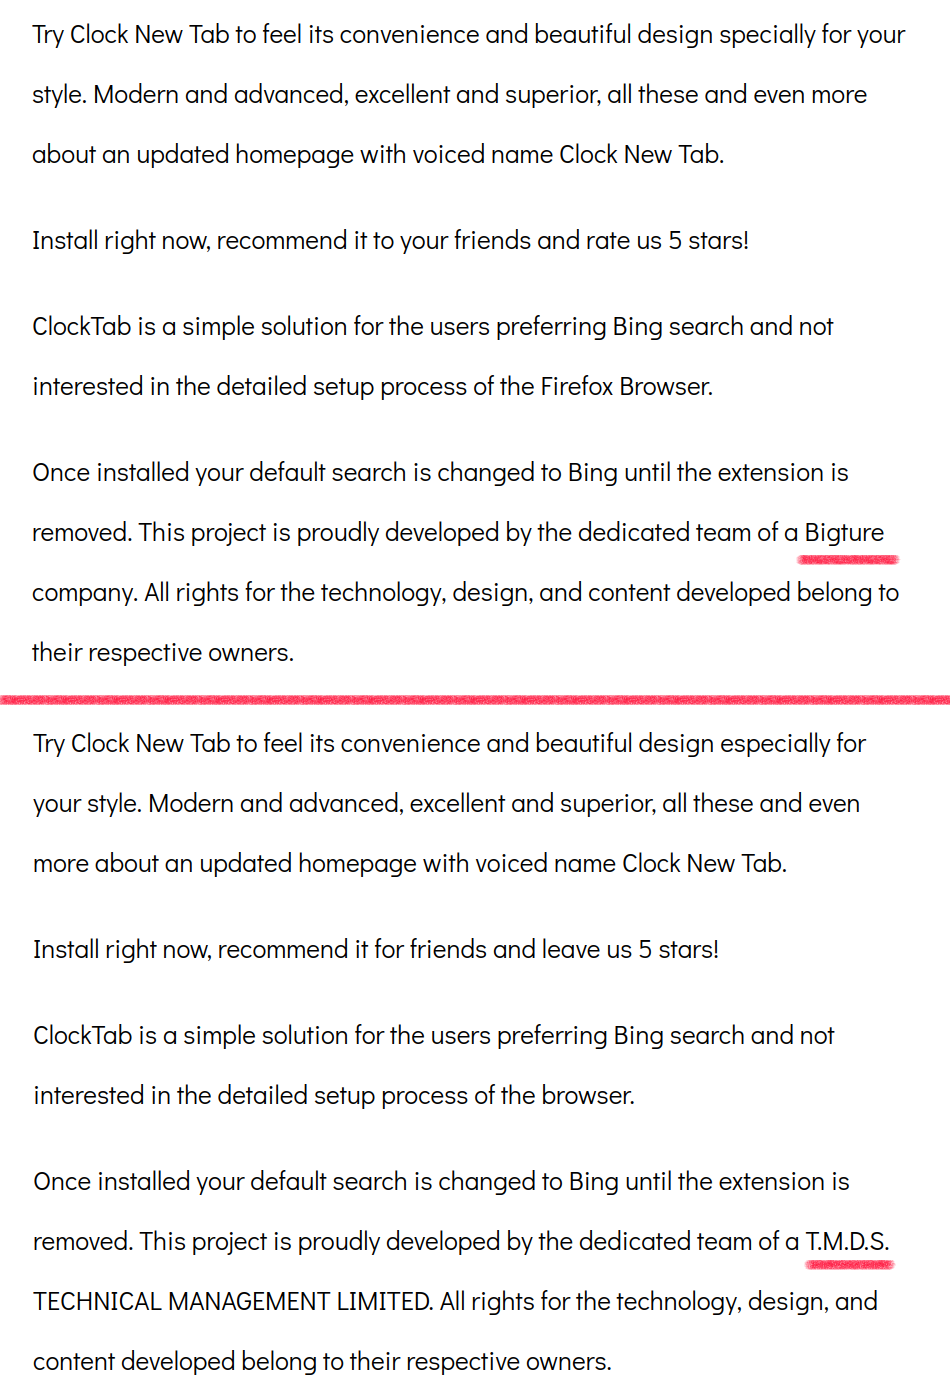 Try Clock New Tab to feel its convenience and beautiful design specially for your
style. Modern and advanced, excellent and superior, all these and even more
about an updated homepage with voiced name Clock New Tab.
Install right now, recommend it to your friends and rate us 5 stars!
ClockTab is a simple solution for the users preferring Bing search and not
interested in the detailed setup process of the Firefox Browser.
Once installed your default search is changed to Bing until the extension is
removed. This project is proudly developed by the dedicated team of a Bigture
company. All rights for the technology, design, and content developed belong to
their respective owners.
Try Clock New Tab to feel its convenience and beautiful design especially for
your style. Modern and advanced, excellent and superior, all these and even
more about an updated homepage with voiced name Clock New Tab.
Install right now, recommend it for friends and leave us 5 stars!
ClockTab is a simple solution for the users preferring Bing search and not
interested in the detailed setup process of the browser.
Once installed your default search is changed to Bing until the extension is
removed. This project is proudly developed by the dedicated team of a T.M.D.S.
TECHNICAL MANAGEMENT LIMITED. All rights for the technology, design, and
content developed belong to their respective owners.